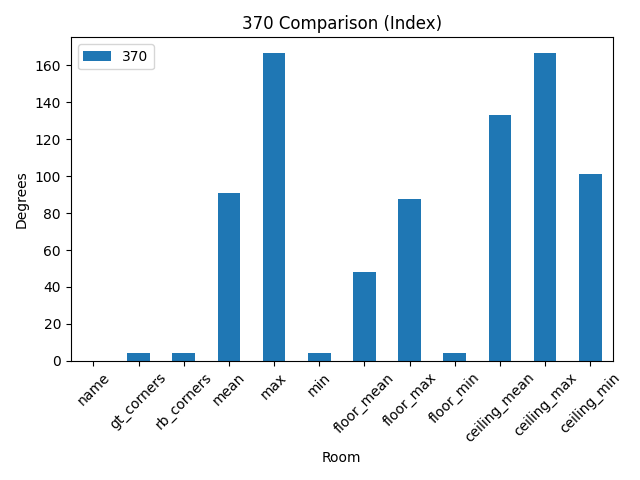 370 Comparison (Index)
370
Degrees
160
140
120
100
80
60
40
20
0
name
gt_corners
rb_corners
mean
max
min
floor_mean
floor_max
floor_min
ceiling_mean
ceiling_max
ceiling_min
Room